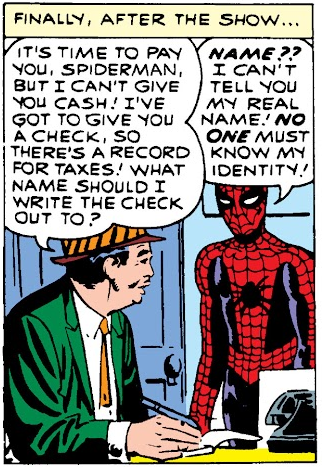 FINALLY, AFTER THE SHOW...
IT'S TIME TO PAY
YOU, SPIDERMAN,
BUT I CAN'T GIVE
YOU CASH! I'VE
GOT TO GIVE YOU
A CHECK, SO
THERE'S A RECORD
FOR TAXES! WHAT
NAME SHOULD I
WRITE THE CHECK
OUT TO?
NAME??
I CAN'T
TELL YOU
MY REAL
NAME! NO
ONE MUST
KNOW MY
IDENTITY!